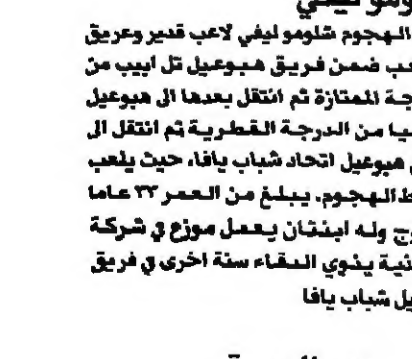 الهجوم شلومو ليفي لاعب قدير وعريق
ضمن فريق هبوعيل تل ابيب من
الممتازة ثم انتقل بعدها الى هبوعيل
من الدرجة القطرية ثم انتقل الى
هبوعيل اتحاد شباب يافا، حيث يلعب
الهجوم. يبلغ من العمر ٣٣ عاما
وله ابنتان يعمل موزع في شركة
ينوي البقاء سنة اخرى في فريق
شباب يافا